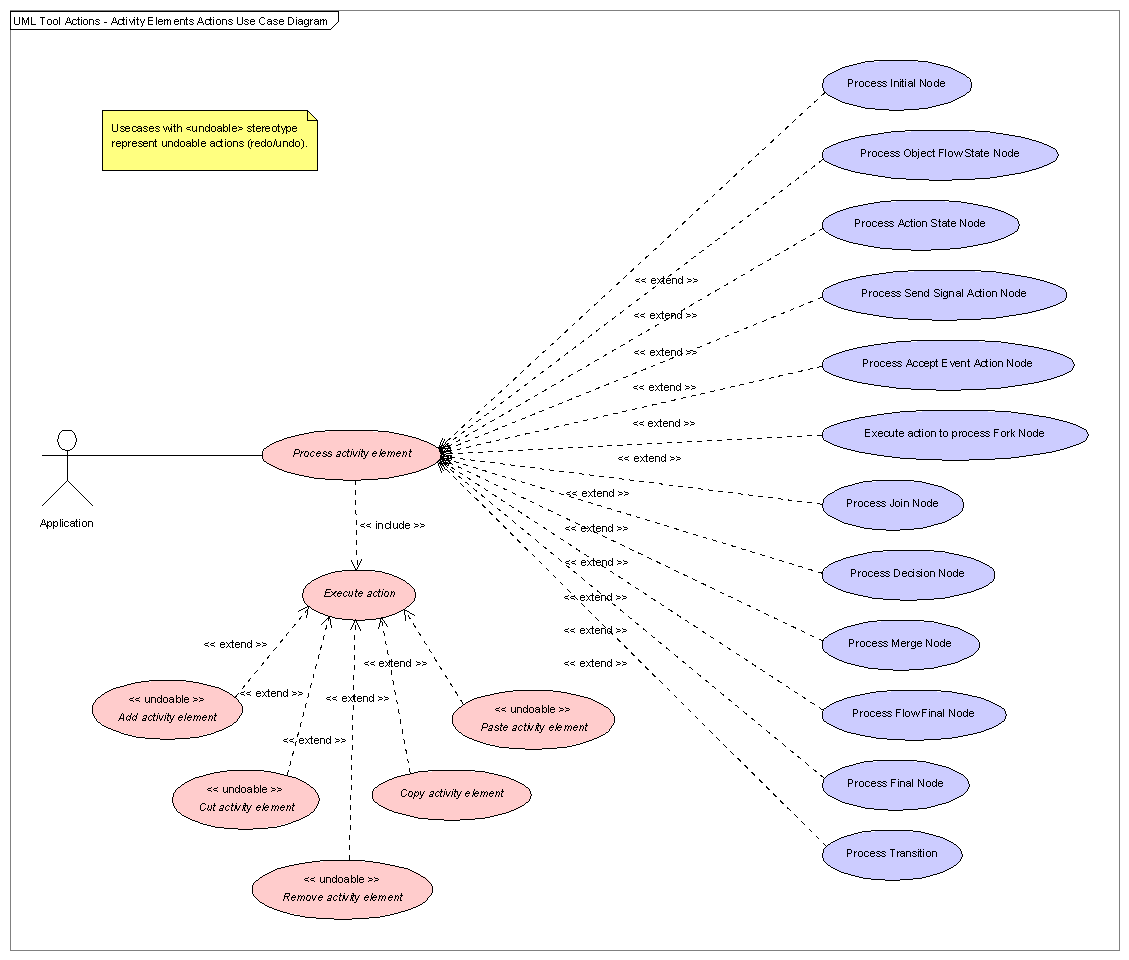 UML Tool Actions - Activity Elements Actions Use Case Diagram
Usecases with <undoable> stereotype
represent undoable actions (redo/undo).
Process Initial Node
Process Object FlowState Node
Process Action State Node
<< extend >>
Process Send Signal Action Node
<< extend >>
<< extend >>
Process Accept Event Action Node
<< extend >>
<< extend >>
Execute action to process Fork Node
Process activity element
<< extend >>
<< extend >>
Process Join Node
Application
<< include >>
<< extend >>
<< extend >>
Process Decision Node
Execute action
<< extend >>
<< extend >>
<< extend >>
Process Merge Node
<< extend >>
<< extend >>
<< extend >>
<< extend >>
<< extend >>
<< undoable >>
Add activity element
<< undoable >>
Paste activity element
Process FlowFinal Node
<< extend >>
<< undoable >>
Cut activity element
Copy activity element
Process Final Node
Process Transition
<< undoable >>
Remove activity element